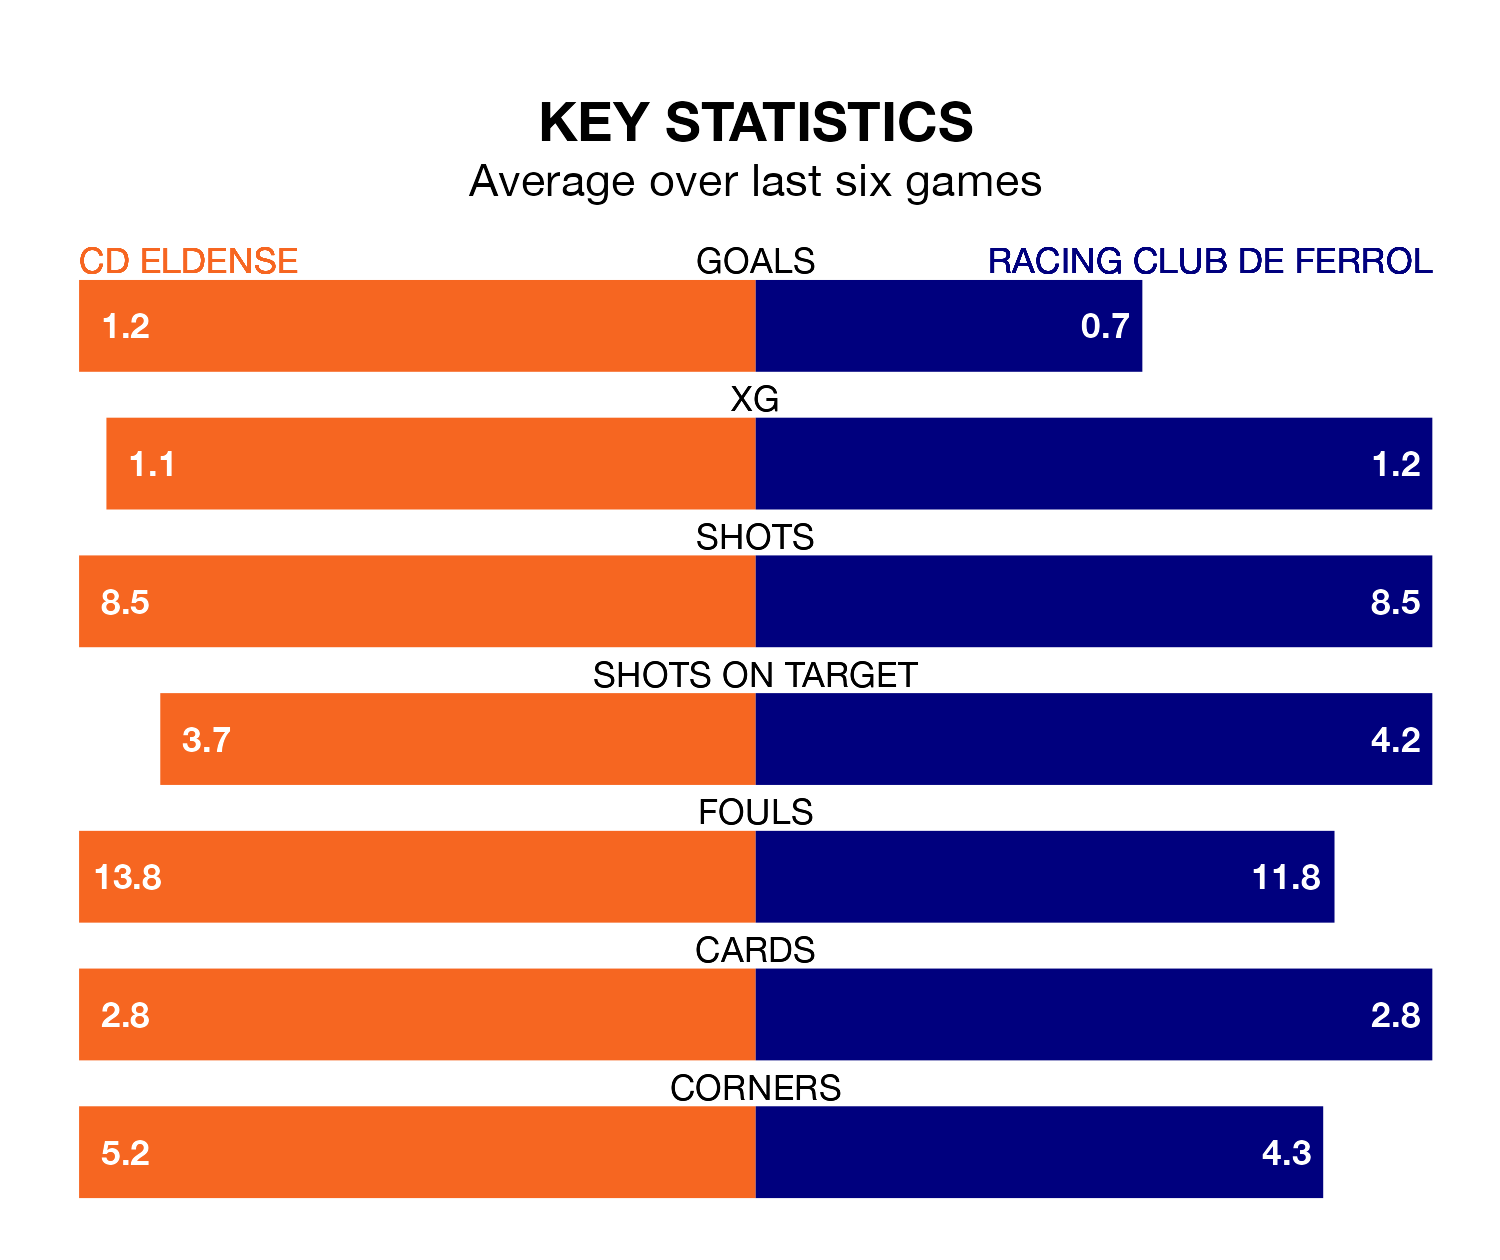 KEY STATISTICS
Average over last six games
CD ELDENSE GOALS RACING CLUB DE FERROL
1.2 0.7
XG
1.1 1.2
SHOTS
8.5 8.5
SHOTS ON TARGET
3.7 4.2
FOULS
13.8 11.8
CARDS
2.8 2.8
CORNERS
5.2 4.3